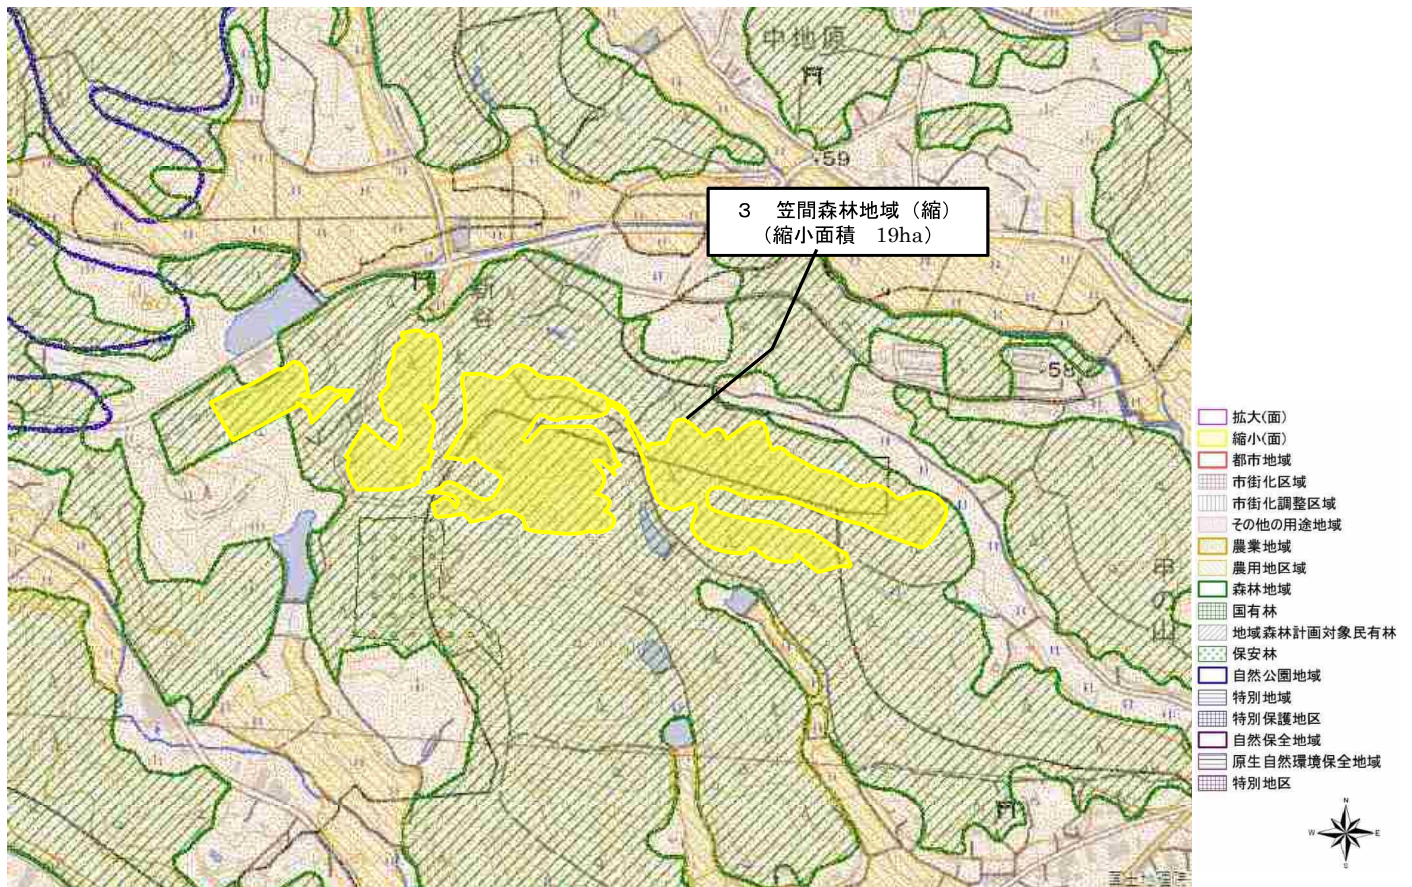 中地原
59
3 笠間森林地域（縮）
（縮小面積 19ha）
新谷
58
拡大(面)
縮小(面)
都市地域
市街化区域
市街化調整区域
その他の用途地域
農業地域
農用地区域
森林地域
国有林
地域森林計画対象民有林
保安林
自然公園地域
特別地域
特別保護地区
自然保全地域
原生自然環境保全地域
特別地区
N
W
E
S